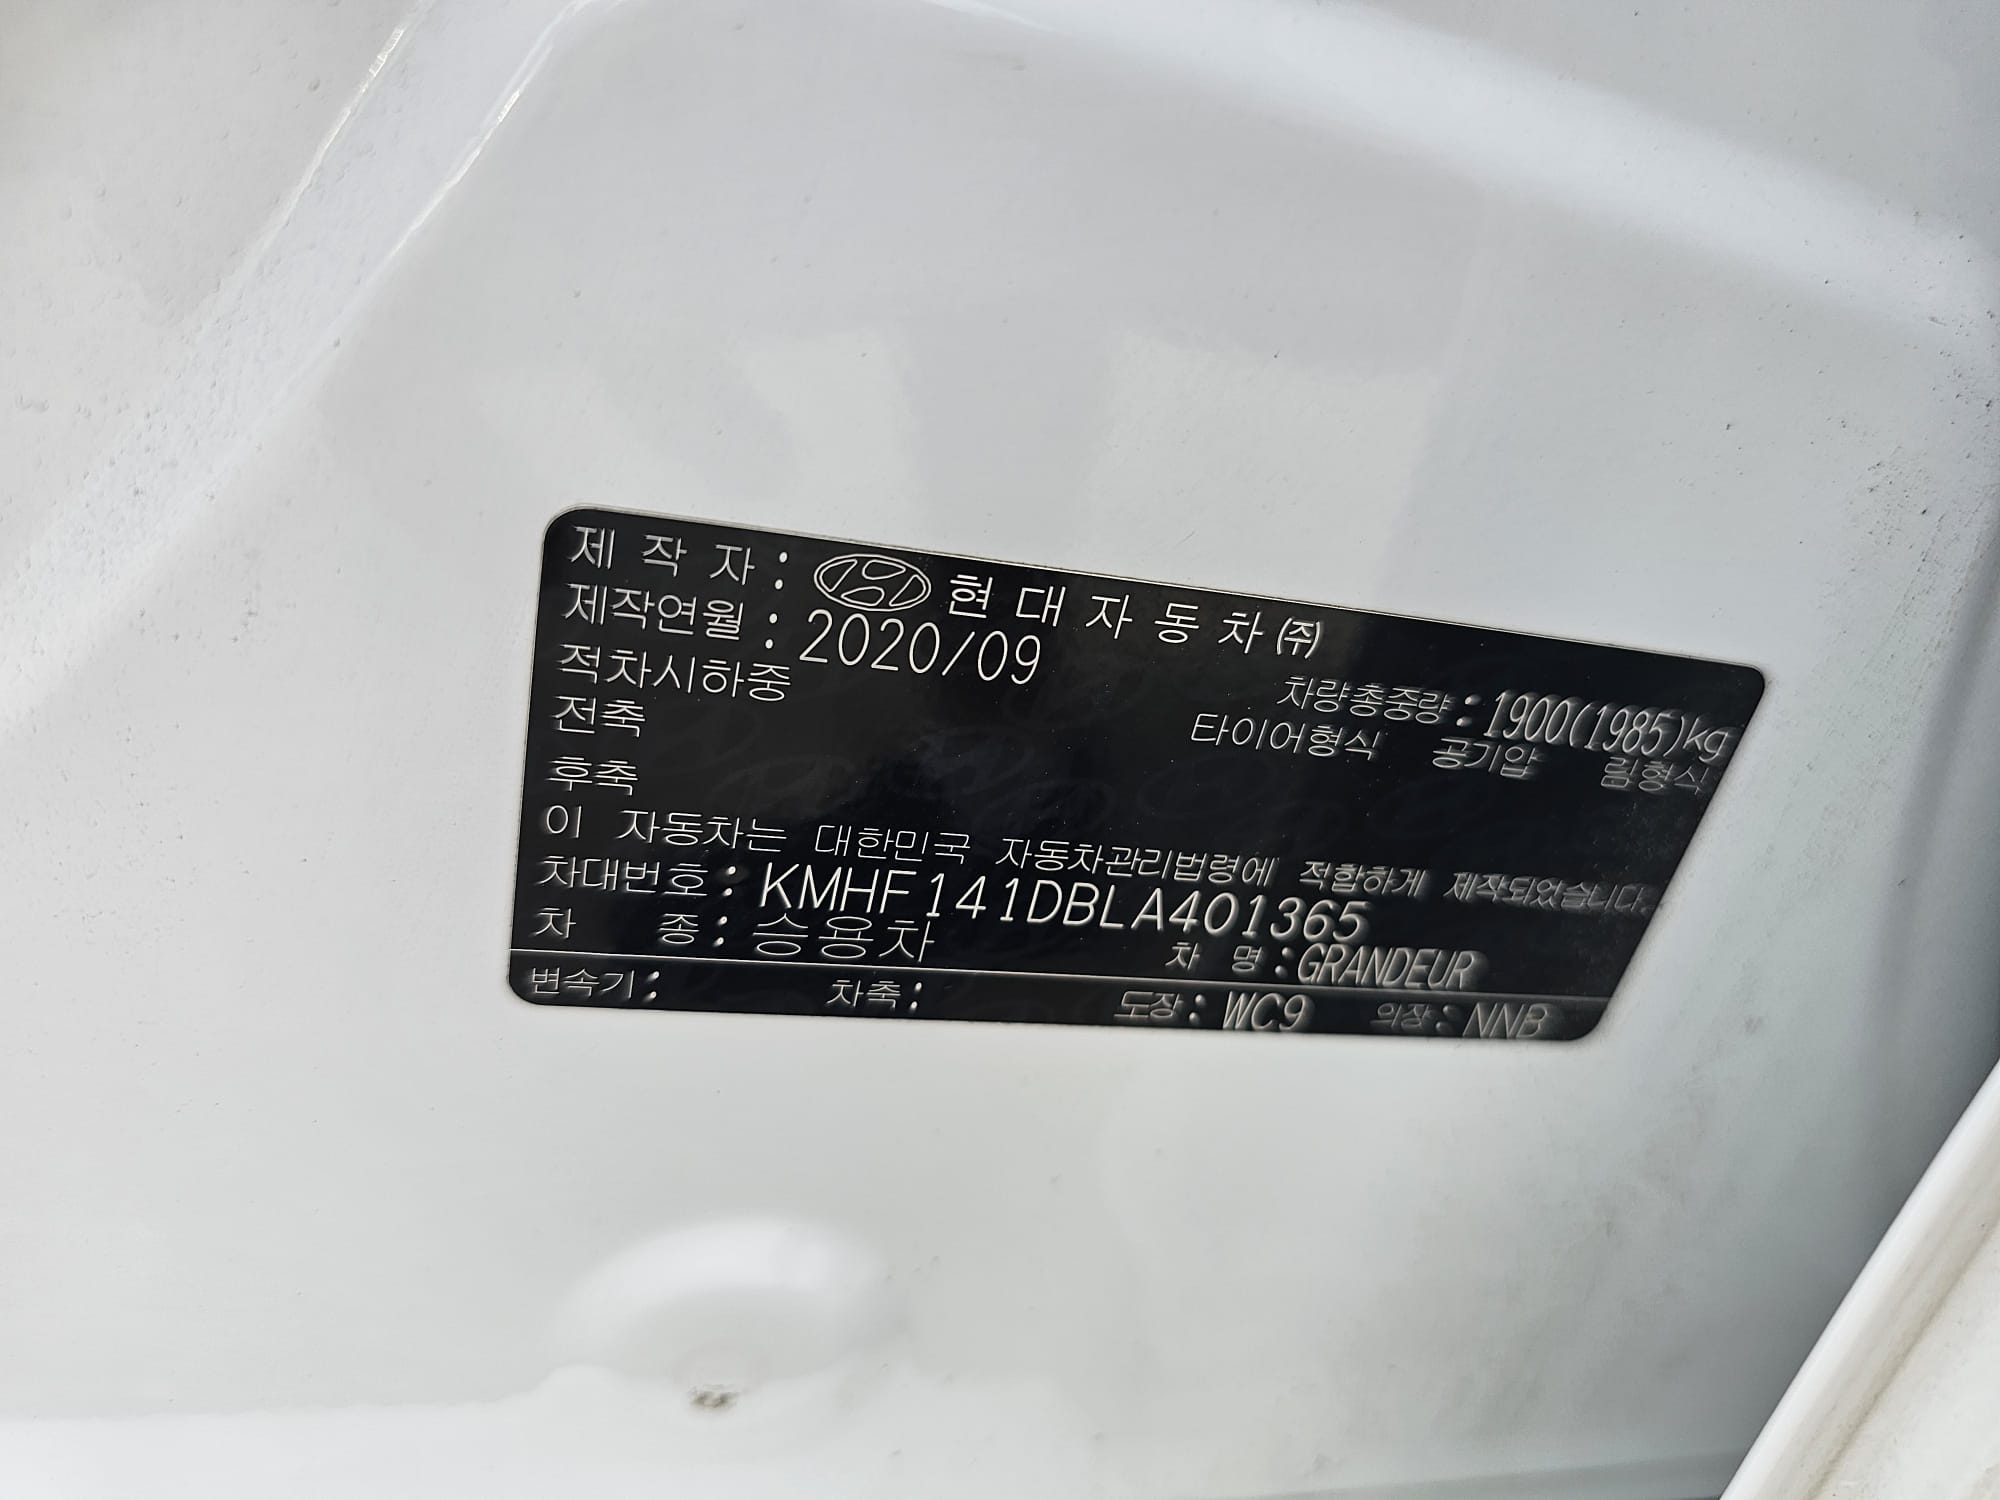 제 작 자 : 현 대 자 동 차 ㈜
제작연월 : 2020/09
적차시하중 차량총중량 : 1900(1985)kg
전축 타이어형식 공기압 림형식
후축
이 자동차는 대한민국 자동차관리법령에 적합하게 제작되었습니다.
차대번호 : KMHF141DBLA401365
차 종 : 승용차 차 명 : GRANDEUR
변속기 : 차축 : 도장 : WC9 의장 : NNB